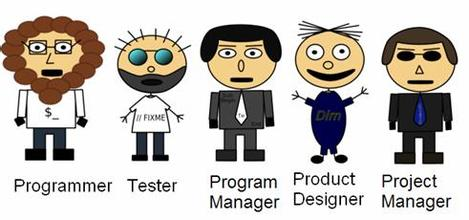 $_
// FIXME
Dim
Programmer
Tester
Program
Manager
Product
Designer
Project
Manager